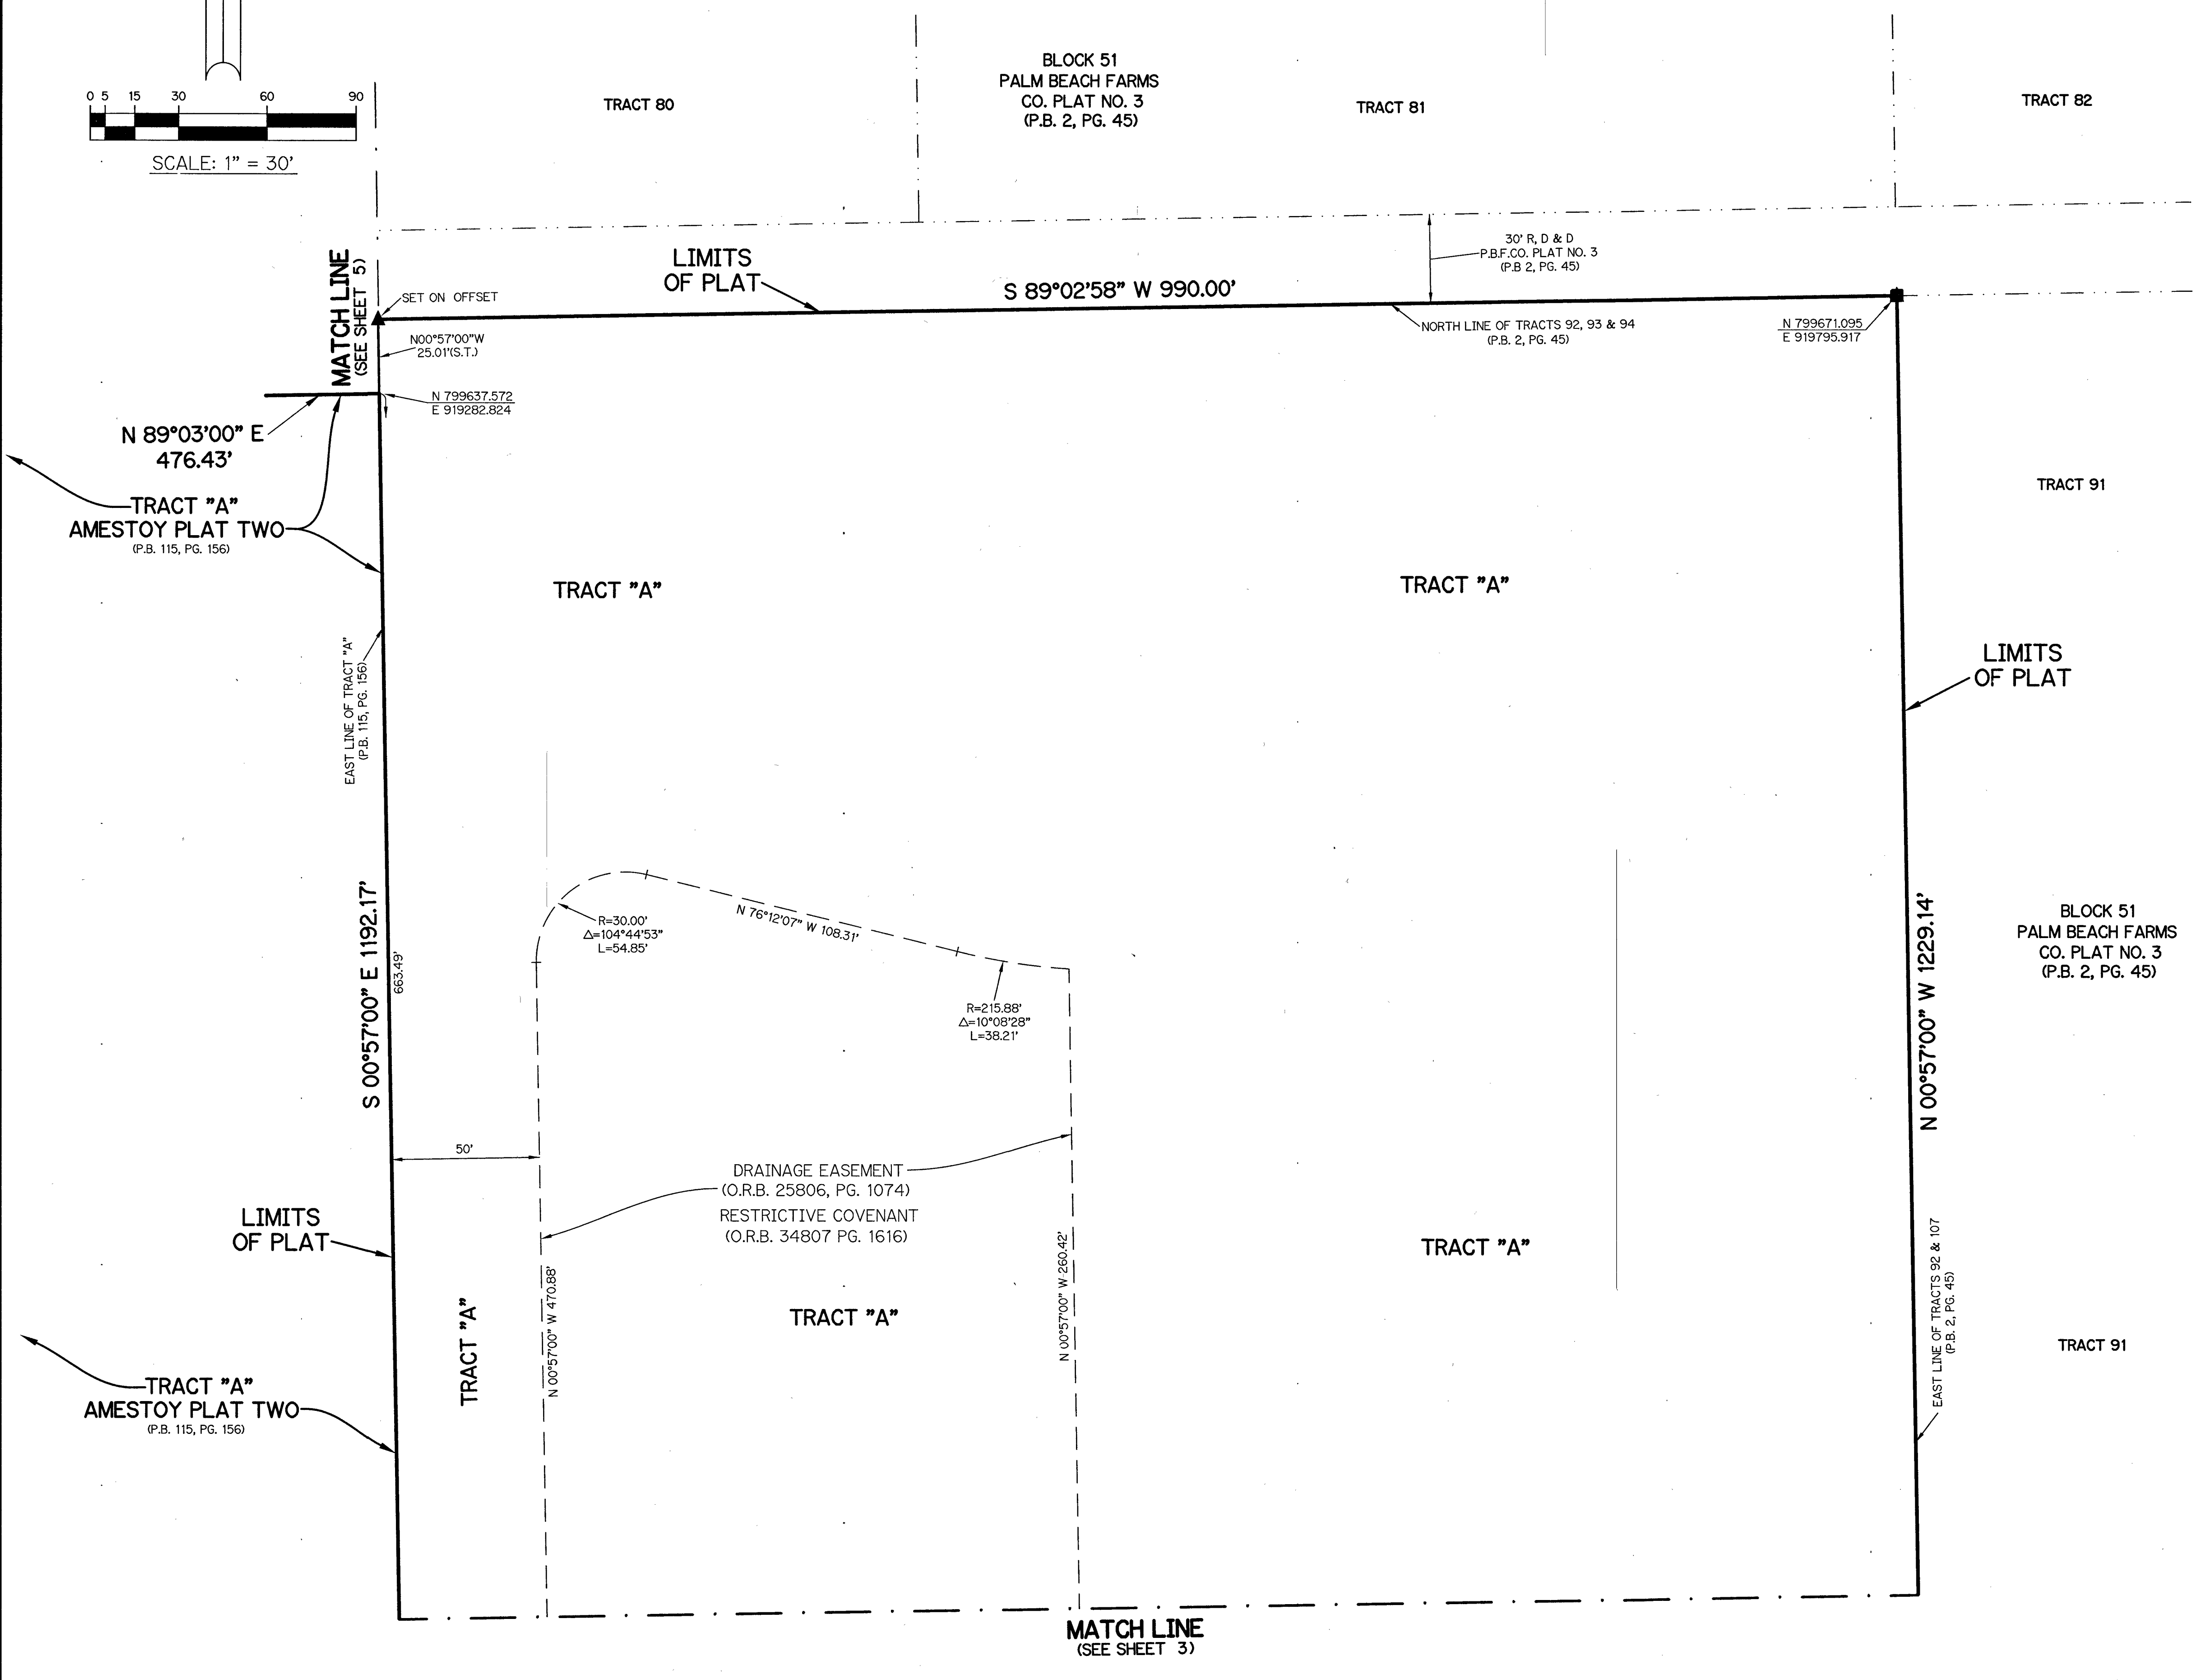 BLOCK 51
PALM BEACH FARMS
CO. PLAT NO. 3
(P.B. 2, PG. 45)
TRACT 80
TRACT 81
TRACT 82
0 5 15 30 60 90
SCALE: 1" = 30'
MATCH LINE
(SEE SHEET 5)
LIMITS
OF PLAT
S 89°02'58" W 990.00'
30' R, D & D
P.B.F.CO. PLAT NO. 3
(P.B 2, PG. 45)
SET ON OFFSET
N00°57'00"W
25.01'(S.T.)
NORTH LINE OF TRACTS 92, 93 & 94
(P.B. 2, PG. 45)
N 799671.095
E 919795.917
N 799637.572
E 919282.824
N 89°03'00" E
476.43'
TRACT "A"
AMESTOY PLAT TWO
(P.B. 115, PG. 156)
TRACT 91
TRACT "A"
TRACT "A"
EAST LINE OF TRACT "A"
(P.B. 115, PG. 156)
LIMITS
OF PLAT
S 00°57'00" E 1192.17'
663.49'
R=30.00'
Δ=104°44'53"
L=54.85'
N 76°12'07" W 108.31'
R=215.88'
Δ=10°08'28"
L=38.21'
N 00°57'00" W 1229.14'
BLOCK 51
PALM BEACH FARMS
CO. PLAT NO. 3
(P.B. 2, PG. 45)
50'
DRAINAGE EASEMENT
(O.R.B. 25806, PG. 1074)
RESTRICTIVE COVENANT
(O.R.B. 34807 PG. 1616)
LIMITS
OF PLAT
TRACT "A"
N 00°57'00" W 470.88'
TRACT "A"
N 00°57'00" W 260.42'
TRACT "A"
EAST LINE OF TRACTS 92 & 107
(P.B. 2, PG. 45)
TRACT 91
TRACT "A"
AMESTOY PLAT TWO
(P.B. 115, PG. 156)
MATCH LINE
(SEE SHEET 3)